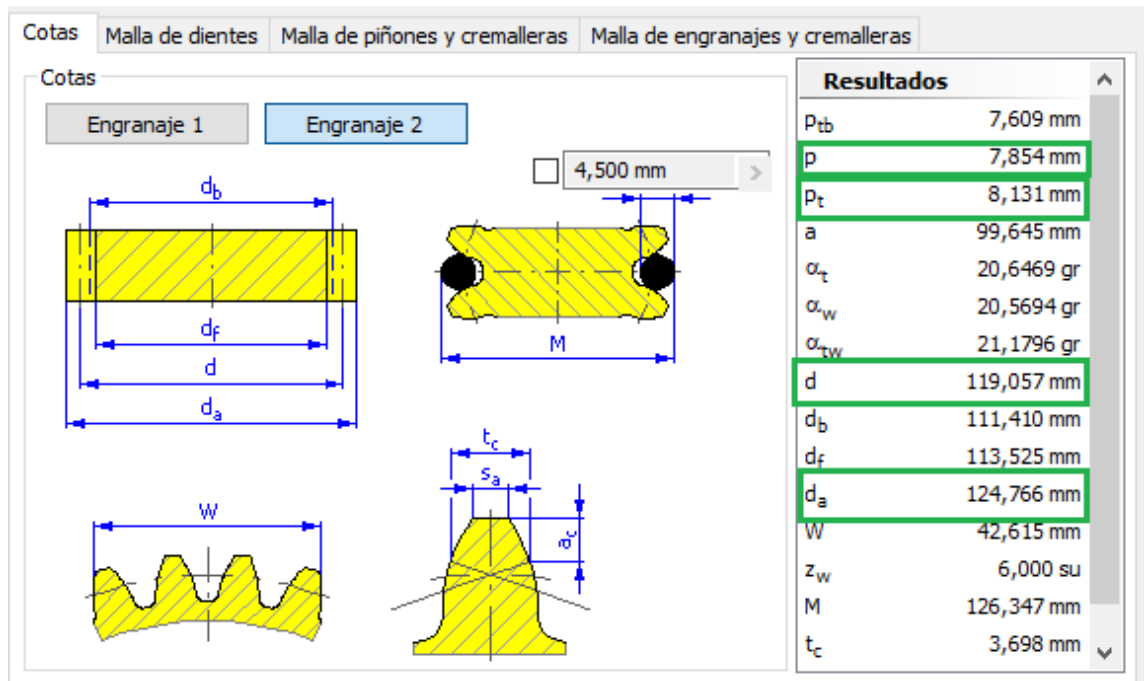 Cotas Malla de dientes Malla de piñones y cremalleras Malla de engranajes y cremalleras
Cotas
Engranaje 1 Engranaje 2
4,500 mm >
d_b
d_f
d
d_a
M
W
t_c
s_a
a_c
Resultados
p_tb 7,609 mm
p 7,854 mm
p_t 8,131 mm
a 99,645 mm
α_t 20,6469 gr
α_w 20,5694 gr
α_tw 21,1796 gr
d 119,057 mm
d_b 111,410 mm
d_f 113,525 mm
d_a 124,766 mm
W 42,615 mm
z_w 6,000 su
M 126,347 mm
t_c 3,698 mm